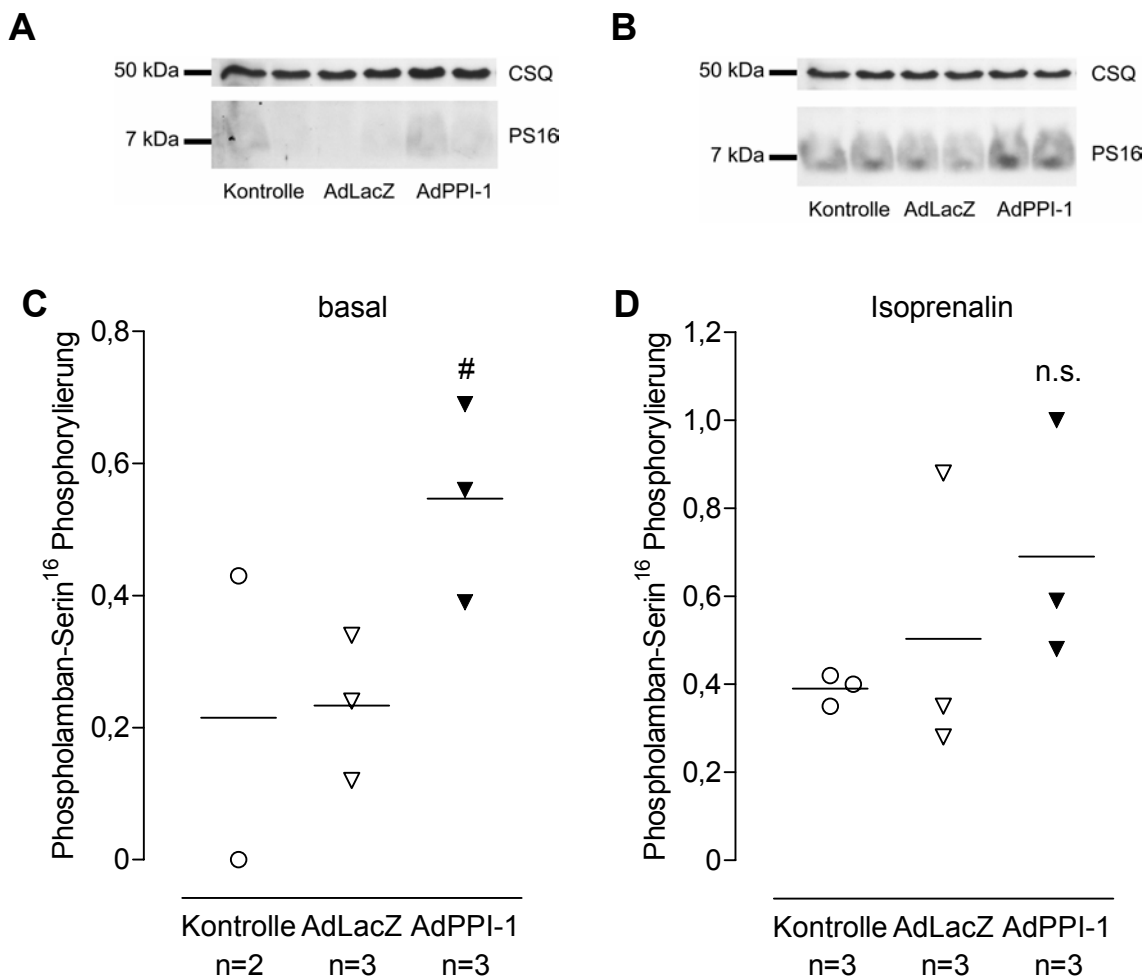 A
50 kDa
CSQ
7 kDa
PS16
Kontrolle AdLacZ AdPPI-1
B
50 kDa
CSQ
7 kDa
PS16
Kontrolle AdLacZ AdPPI-1
C
basal
Phospholamban-Serin16 Phosphorylierung
0,8
0,6
0,4
0,2
0
#
Kontrolle AdLacZ AdPPI-1
n=2 n=3 n=3
D
Isoprenalin
Phospholamban-Serin16 Phosphorylierung
1,2
1,0
0,8
0,6
0,4
0,2
0
n.s.
Kontrolle AdLacZ AdPPI-1
n=3 n=3 n=3